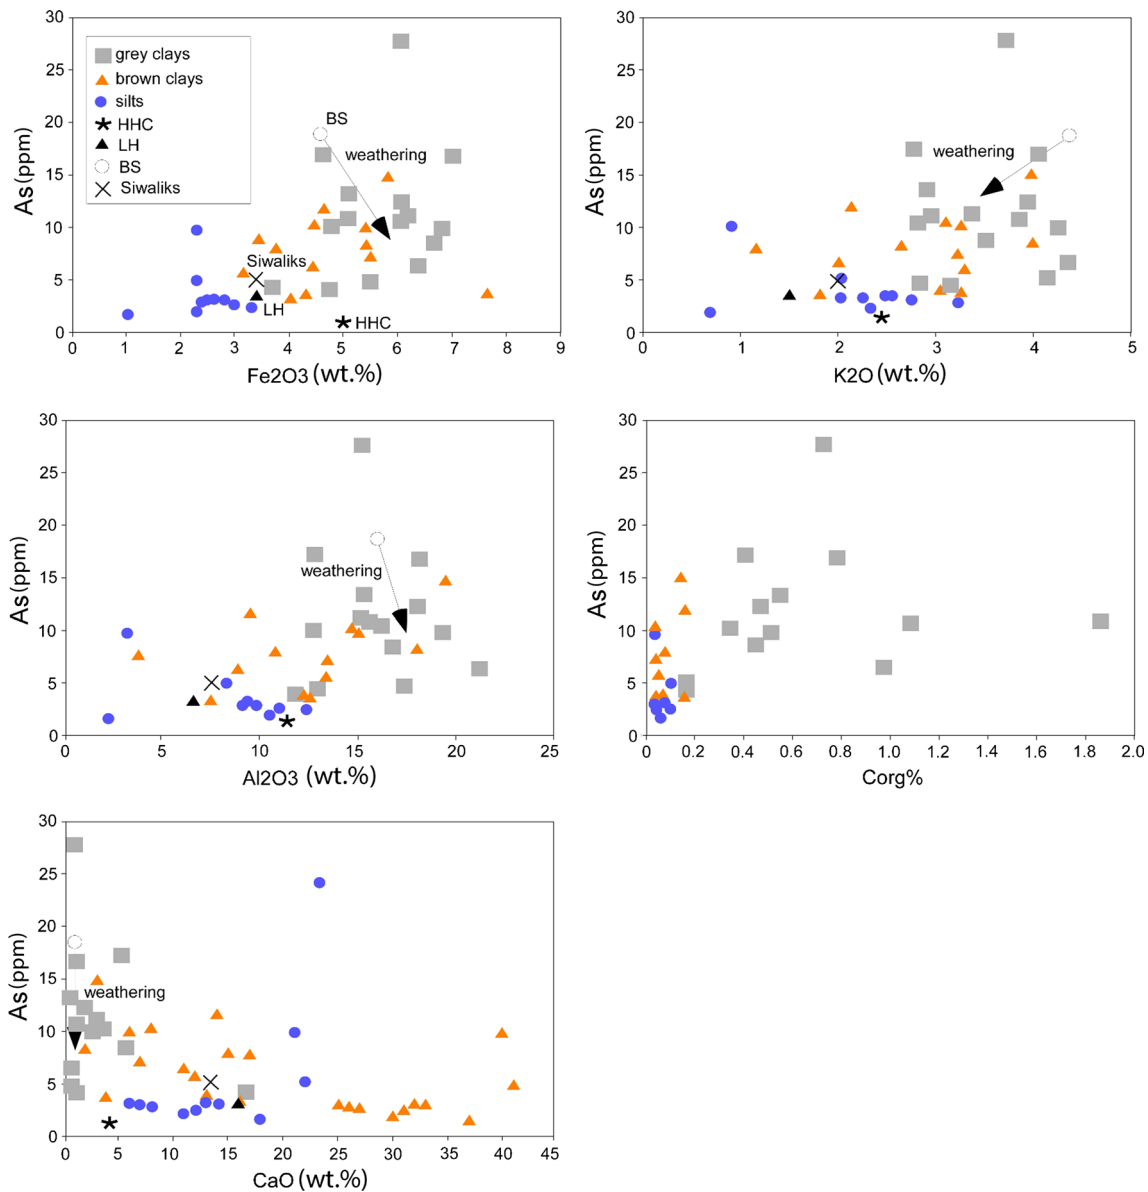 30
25
20
15
10
5
0
As(ppm)
grey clays
brown clays
silts
HHC
LH
BS
Siwaliks
BS
weathering
Siwaliks
LH
HHC
0 1 2 3 4 5 6 7 8 9
Fe2O3 (wt.%)
30
25
20
15
10
5
0
As(ppm)
weathering
0 1 2 3 4 5
K2O (wt.%)
30
25
20
15
10
5
0
As(ppm)
weathering
0 5 10 15 20 25
Al2O3 (wt.%)
30
25
20
15
10
5
0
As(ppm)
0 0.2 0.4 0.6 0.8 1.0 1.2 1.4 1.6 1.8 2.0
Corg%
30
25
20
15
10
5
0
As(ppm)
weathering
0 5 10 15 20 25 30 35 40 45
CaO (wt.%)